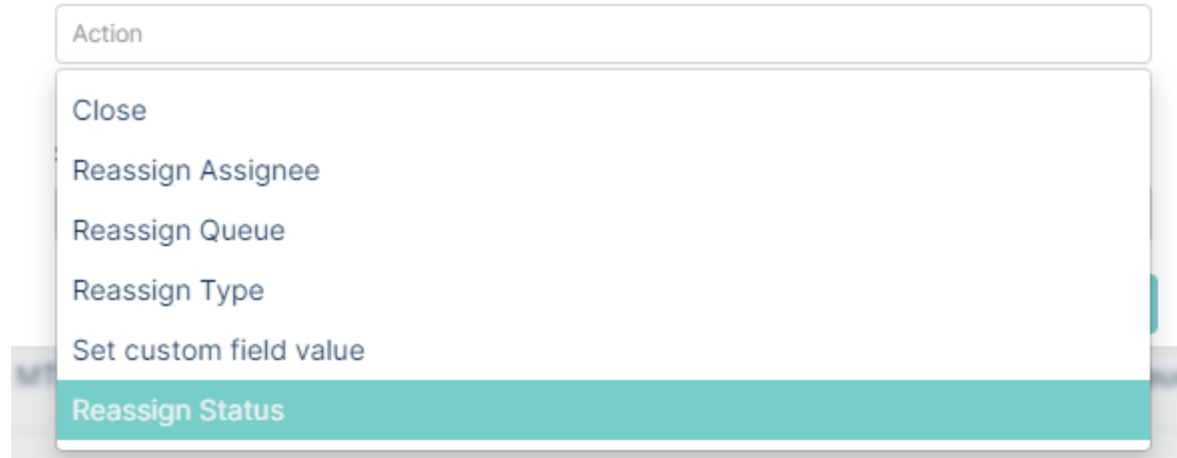 Action
Close
Reassign Assignee
Reassign Queue
Reassign Type
Set custom field value
Reassign Status